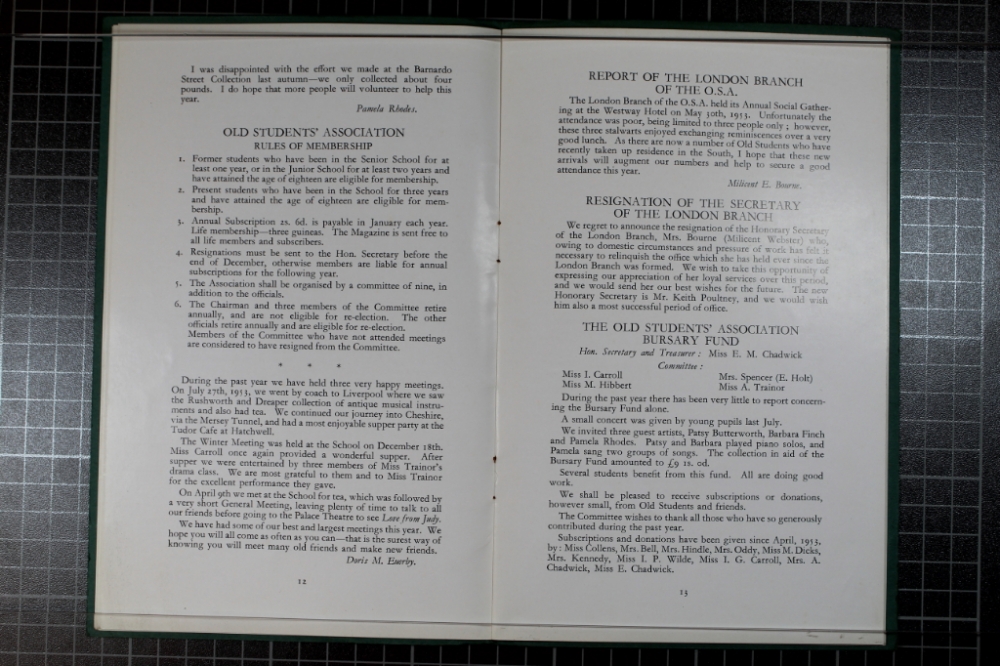 I was disappointed with the effort we made at the Barnardo
Street Collection last autumn—we only collected about four
pounds. I do hope that more people will volunteer to help this
year.
Pamela Rhodes.
OLD STUDENTS' ASSOCIATION
RULES OF MEMBERSHIP
1. Former students who have been in the Senior School for at
least one year, or in the Junior School for at least two years and
have attained the age of eighteen are eligible for membership.
2. Present students who have been in the School for three years
and have attained the age of eighteen are eligible for mem-
bership.
3. Annual Subscription 2s. 6d. is payable in January each year.
Life membership—three guineas. The Magazine is sent free to
all life members and subscribers.
4. Resignations must be sent to the Hon. Secretary before the
end of December, otherwise members are liable for annual
subscriptions for the following year.
5. The Association shall be organised by a committee of nine, in
addition to the officials.
6. The Chairman and three members of the Committee retire
annually, and are not eligible for re-election. The other
officials retire annually and are eligible for re-election.
Members of the Committee who have not attended meetings
are considered to have resigned from the Committee.
* * *
During the past year we have held three very happy meetings.
On July 27th, 1953, we went by coach to Liverpool where we saw
the Rushworth and Dreaper collection of antique musical instru-
ments and also had tea. We continued our journey into Cheshire,
via the Mersey Tunnel, and had a most enjoyable supper party at the
Tudor Cafe at Hatchwell.
The Winter Meeting was held at the School on December 18th.
Miss Carroll once again provided a wonderful supper. After
supper we were entertained by three members of Miss Trainor's
drama class. We are most grateful to them and to Miss Trainor
for the excellent performance they gave.
On April 9th we met at the School for tea, which was followed by
a very short General Meeting, leaving plenty of time to talk to all
our friends before going to the Palace Theatre to see Love from Judy.
We have had some of our best and largest meetings this year. We
hope you will all come as often as you can—that is the surest way of
knowing you will meet many old friends and make new friends.
Doris M. Euerby.
12
REPORT OF THE LONDON BRANCH
OF THE O.S.A.
The London Branch of the O.S.A. held its Annual Social Gather-
ing at the Westway Hotel on May 30th, 1953. Unfortunately the
attendance was poor, being limited to three people only; however,
these three stalwarts enjoyed exchanging reminiscences over a very
good lunch. As there are now a number of Old Students who have
recently taken up residence in the South, I hope that these new
arrivals will augment our numbers and help to secure a good
attendance this year.
Milicent E. Bourne.
RESIGNATION OF THE SECRETARY
OF THE LONDON BRANCH
We regret to announce the resignation of the Honorary Secretary
of the London Branch, Mrs. Bourne (Milicent Webster) who,
owing to domestic circumstances and pressure of work has felt it
necessary to relinquish the office which she has held ever since the
London Branch was formed. We wish to take this opportunity of
expressing our appreciation of her loyal services over this period,
and we would send her our best wishes for the future. The new
Honorary Secretary is Mr. Keith Poultney, and we would wish
him also a most successful period of office.
THE OLD STUDENTS' ASSOCIATION
BURSARY FUND
Hon. Secretary and Treasurer: Miss E. M. Chadwick
Committee:
Miss I. Carroll Mrs. Spencer (E. Holt)
Miss M. Hibbert Miss A. Trainor
During the past year there has been very little to report concern-
ing the Bursary Fund alone.
A small concert was given by young pupils last July.
We invited three guest artists, Patsy Butterworth, Barbara Finch
and Pamela Rhodes. Patsy and Barbara played piano solos, and
Pamela sang two groups of songs. The collection in aid of the
Bursary Fund amounted to £9 1s. 0d.
Several students benefit from this fund. All are doing good
work.
We shall be pleased to receive subscriptions or donations,
however small, from Old Students and friends.
The Committee wishes to thank all those who have so generously
contributed during the past year.
Subscriptions and donations have been given since April, 1953,
by: Miss Collens, Mrs. Bell, Mrs. Hindle, Mrs. Oddy, Miss M. Dicks,
Mrs. Kennedy, Miss I. P. Wilde, Miss I. G. Carroll, Mrs. A.
Chadwick, Miss E. Chadwick.
13